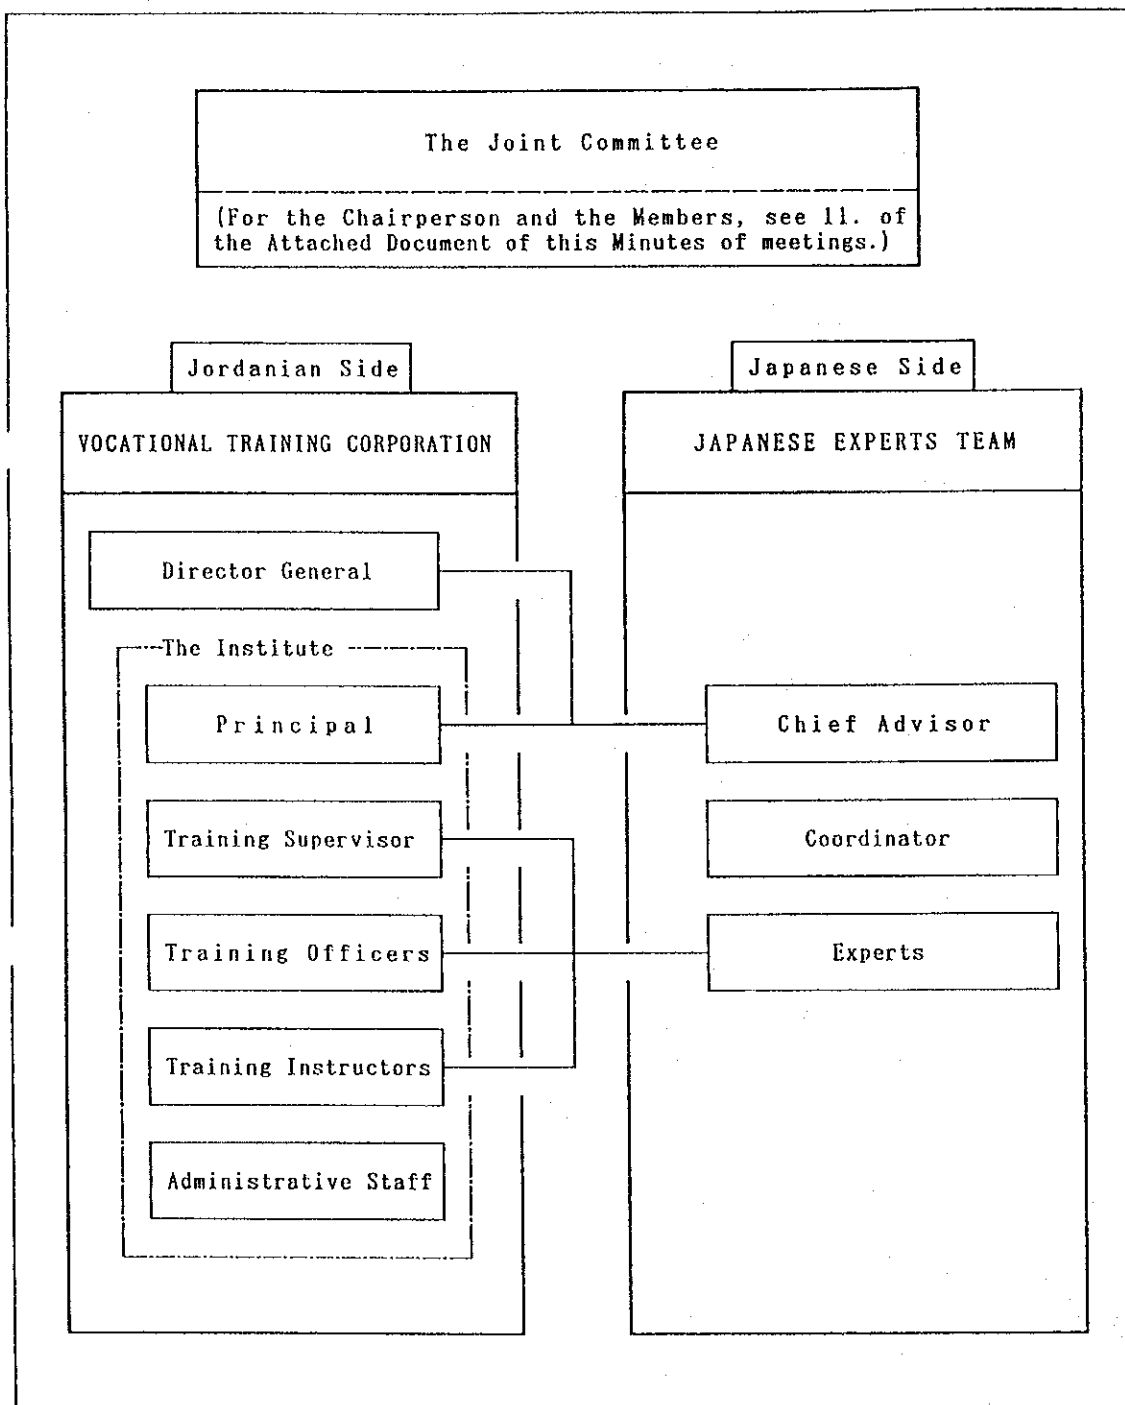 The Joint Committee
(For the Chairperson and the Members, see 11. of
the Attached Document of this Minutes of meetings.)
Jordanian Side
VOCATIONAL TRAINING CORPORATION
Director General
The Institute
Principal
Training Supervisor
Training Officers
Training Instructors
Administrative Staff
Japanese Side
JAPANESE EXPERTS TEAM
Chief Advisor
Coordinator
Experts